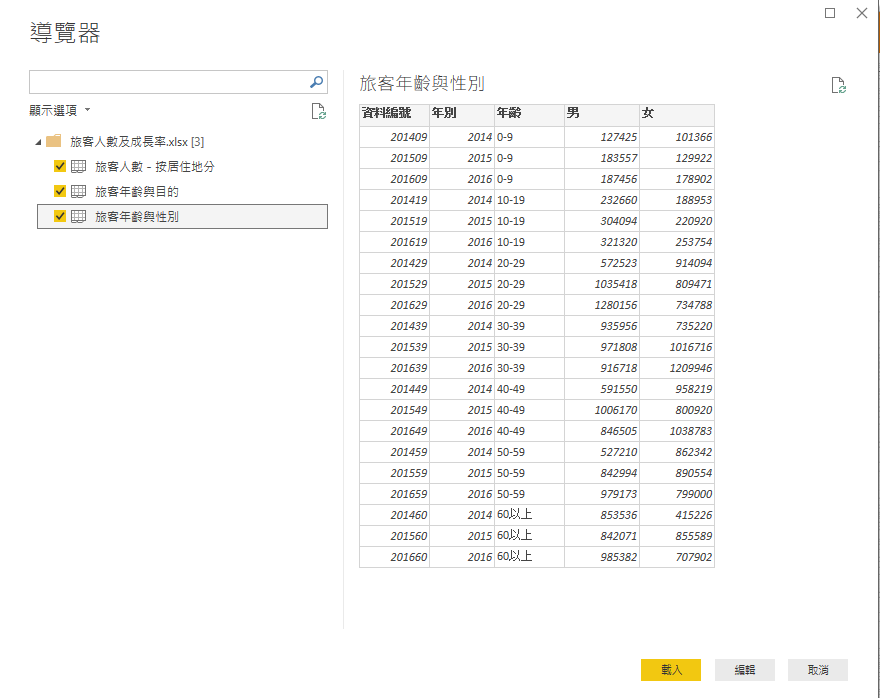 導覽器
顯示選項
旅客人數及成長率.xlsx [3]
旅客人數 - 按居住地分
旅客年齡與目的
旅客年齡與性別
旅客年齡與性別
資料編號 年別 年齡 男 女
201409 2014 0-9 127425 101366
201509 2015 0-9 183557 129922
201609 2016 0-9 187456 178902
201419 2014 10-19 232660 188953
201519 2015 10-19 304094 220920
201619 2016 10-19 321320 253754
201429 2014 20-29 572523 914094
201529 2015 20-29 1035418 809471
201629 2016 20-29 1280156 734788
201439 2014 30-39 935956 735220
201539 2015 30-39 971808 1016716
201639 2016 30-39 916718 1209946
201449 2014 40-49 591550 958219
201549 2015 40-49 1006170 800920
201649 2016 40-49 846505 1038783
201459 2014 50-59 527210 862342
201559 2015 50-59 842994 890554
201659 2016 50-59 979173 799000
201460 2014 60以上 853536 415226
201560 2015 60以上 842071 855589
201660 2016 60以上 985382 707902
載入 編輯 取消